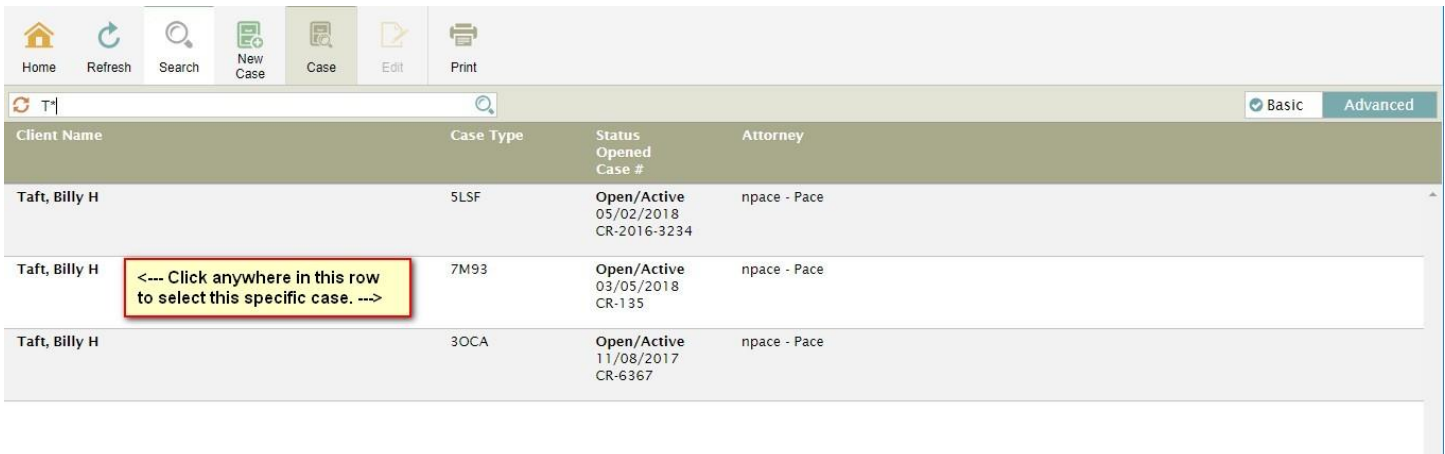 Home Refresh Search New Case Case Edit Print
T*
Basic Advanced
Client Name Case Type Status Opened Case # Attorney
Taft, Billy H 5LSF Open/Active npace - Pace
05/02/2018
CR-2016-3234
Taft, Billy H 7M93 Open/Active npace - Pace
03/05/2018
CR-135
<--- Click anywhere in this row
to select this specific case. --->
Taft, Billy H 3OCA Open/Active npace - Pace
11/08/2017
CR-6367